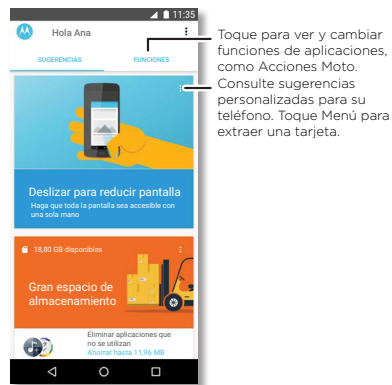 11:35
Hola Ana
SUGERENCIAS
FUNCIONES
Deslizar para reducir pantalla
Haga que toda la pantalla sea accesible con
una sola mano
18,80 GB disponibles
Gran espacio de
almacenamiento
Eliminar aplicaciones que
no se utilizan
Ahorrar hasta 11,96 MB
Toque para ver y cambiar
funciones de aplicaciones,
como Acciones Moto.
Consulte sugerencias
personalizadas para su
teléfono. Toque Menú para
extraer una tarjeta.